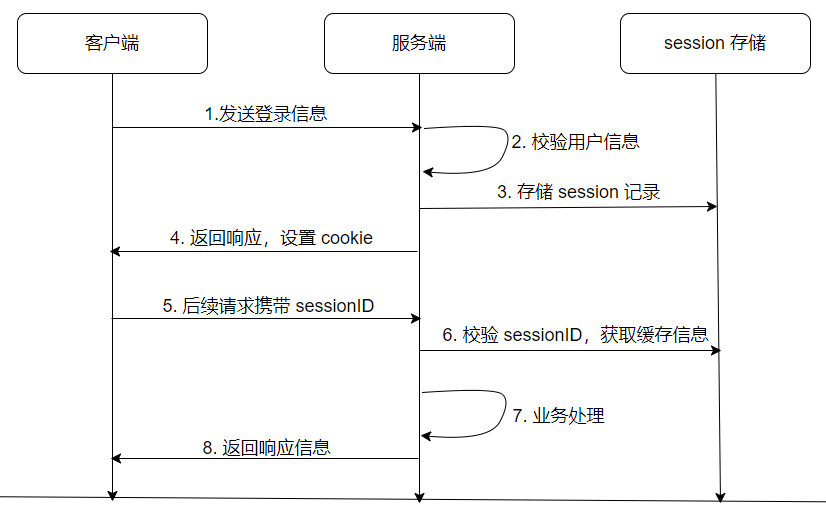 客户端
服务端
session 存储
1.发送登录信息
2. 校验用户信息
3. 存储 session 记录
4. 返回响应，设置 cookie
5. 后续请求携带 sessionID
6. 校验 sessionID，获取缓存信息
7. 业务处理
8. 返回响应信息